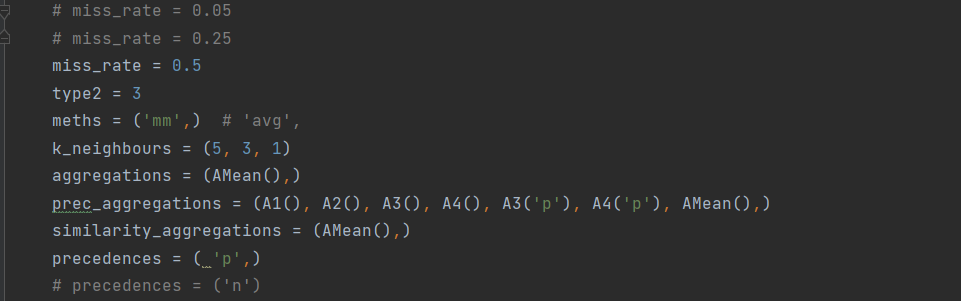 # miss_rate = 0.05
# miss_rate = 0.25
miss_rate = 0.5
type2 = 3
meths = ('mm',)  # 'avg',
k_neighbours = (5, 3, 1)
aggregations = (AMean(),)
prec_aggregations = (A1(), A2(), A3(), A4(), A3('p'), A4('p'), AMean(),)
similarity_aggregations = (AMean(),)
precedences = ( 'p',)
# precedences = ('n')